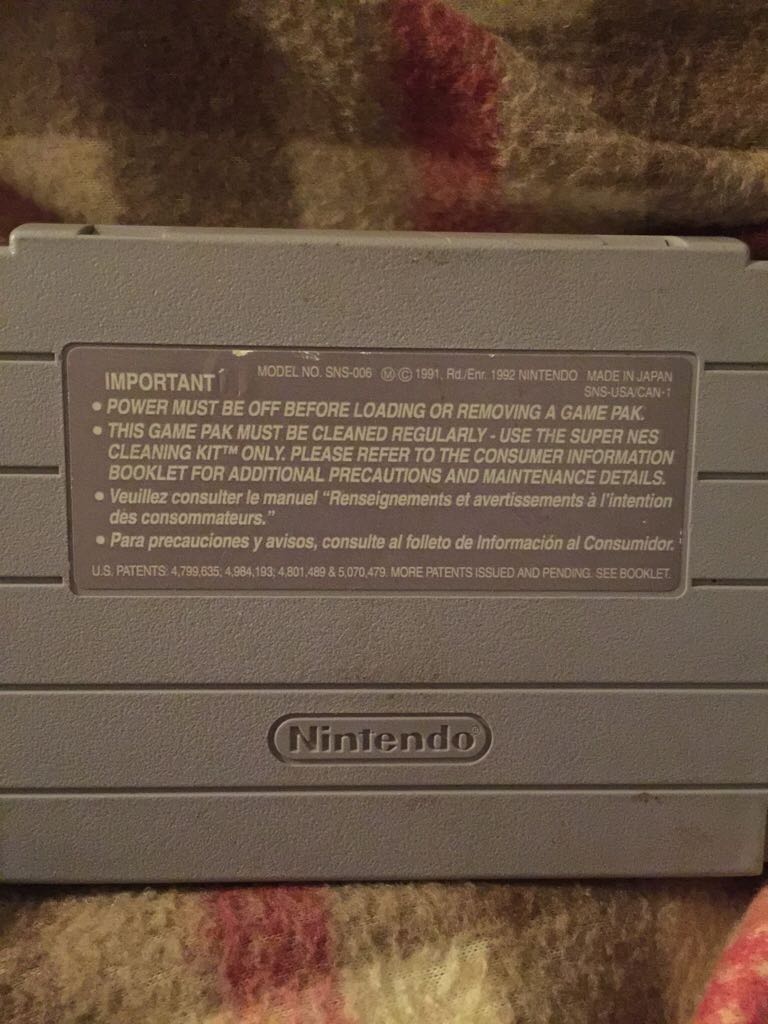 IMPORTANT
MODEL NO. SNS-006 Ⓜ © 1991, Rd./Enr. 1992 NINTENDO MADE IN JAPAN
SNS-USA/CAN-1
• POWER MUST BE OFF BEFORE LOADING OR REMOVING A GAME PAK.
• THIS GAME PAK MUST BE CLEANED REGULARLY - USE THE SUPER NES
CLEANING KIT™ ONLY. PLEASE REFER TO THE CONSUMER INFORMATION
BOOKLET FOR ADDITIONAL PRECAUTIONS AND MAINTENANCE DETAILS.
• Veuillez consulter le manuel “Renseignements et avertissements à l’intention
des consommateurs.”
• Para precauciones y avisos, consulte al folleto de Información al Consumidor.
U.S. PATENTS: 4,799,635; 4,984,193; 4,801,489 & 5,070,479. MORE PATENTS ISSUED AND PENDING. SEE BOOKLET.
Nintendo®